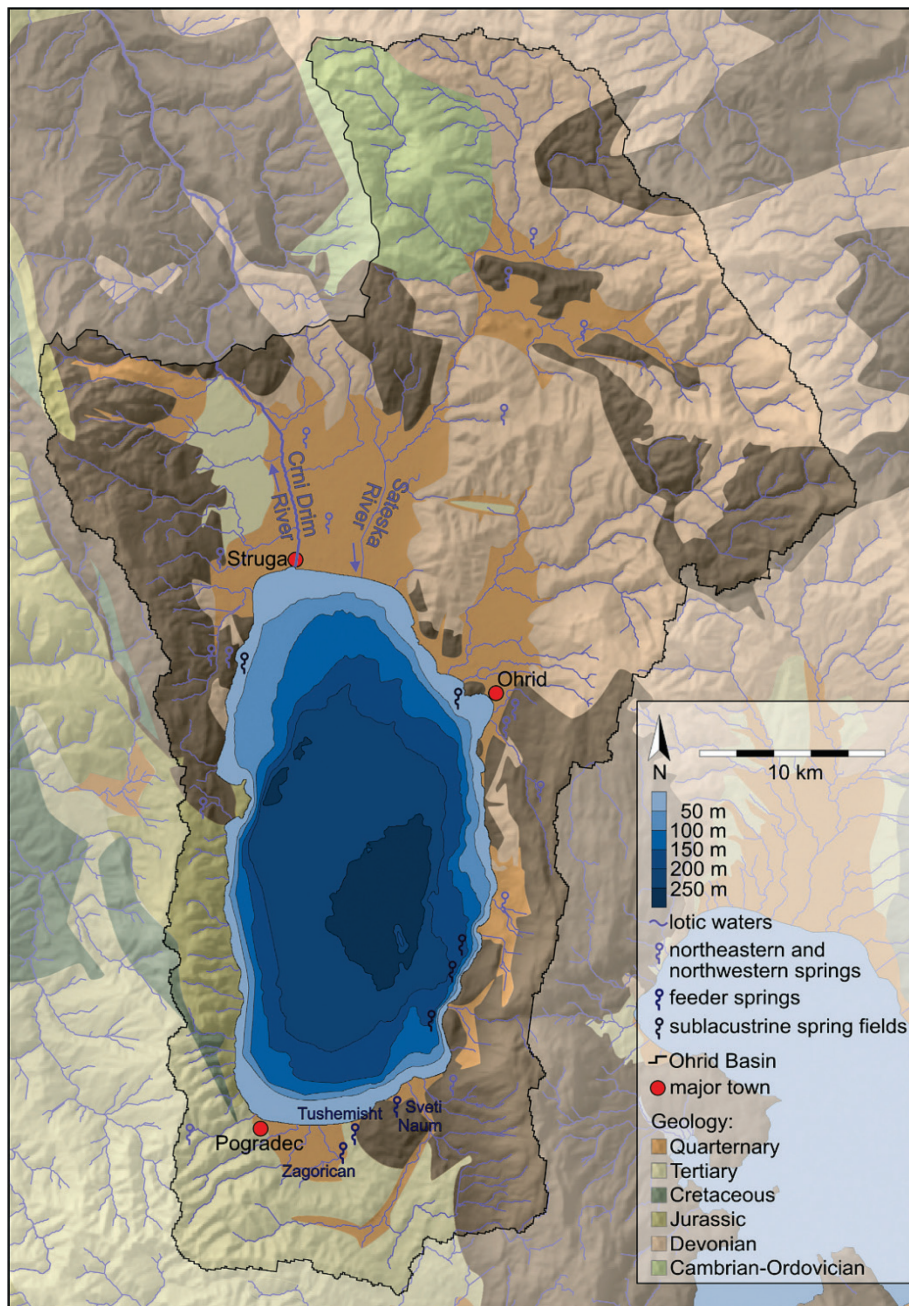 Crni Drim
River
Sateska
River
Struga
Ohrid
Tushemisht
Sveti
Naum
Pogradec
Zagorican
N
10 km
50 m
100 m
150 m
200 m
250 m
lotic waters
northeastern and
northwestern springs
feeder springs
sublacustrine spring fields
Ohrid Basin
major town
Geology:
Quarternary
Tertiary
Cretaceous
Jurassic
Devonian
Cambrian-Ordovician